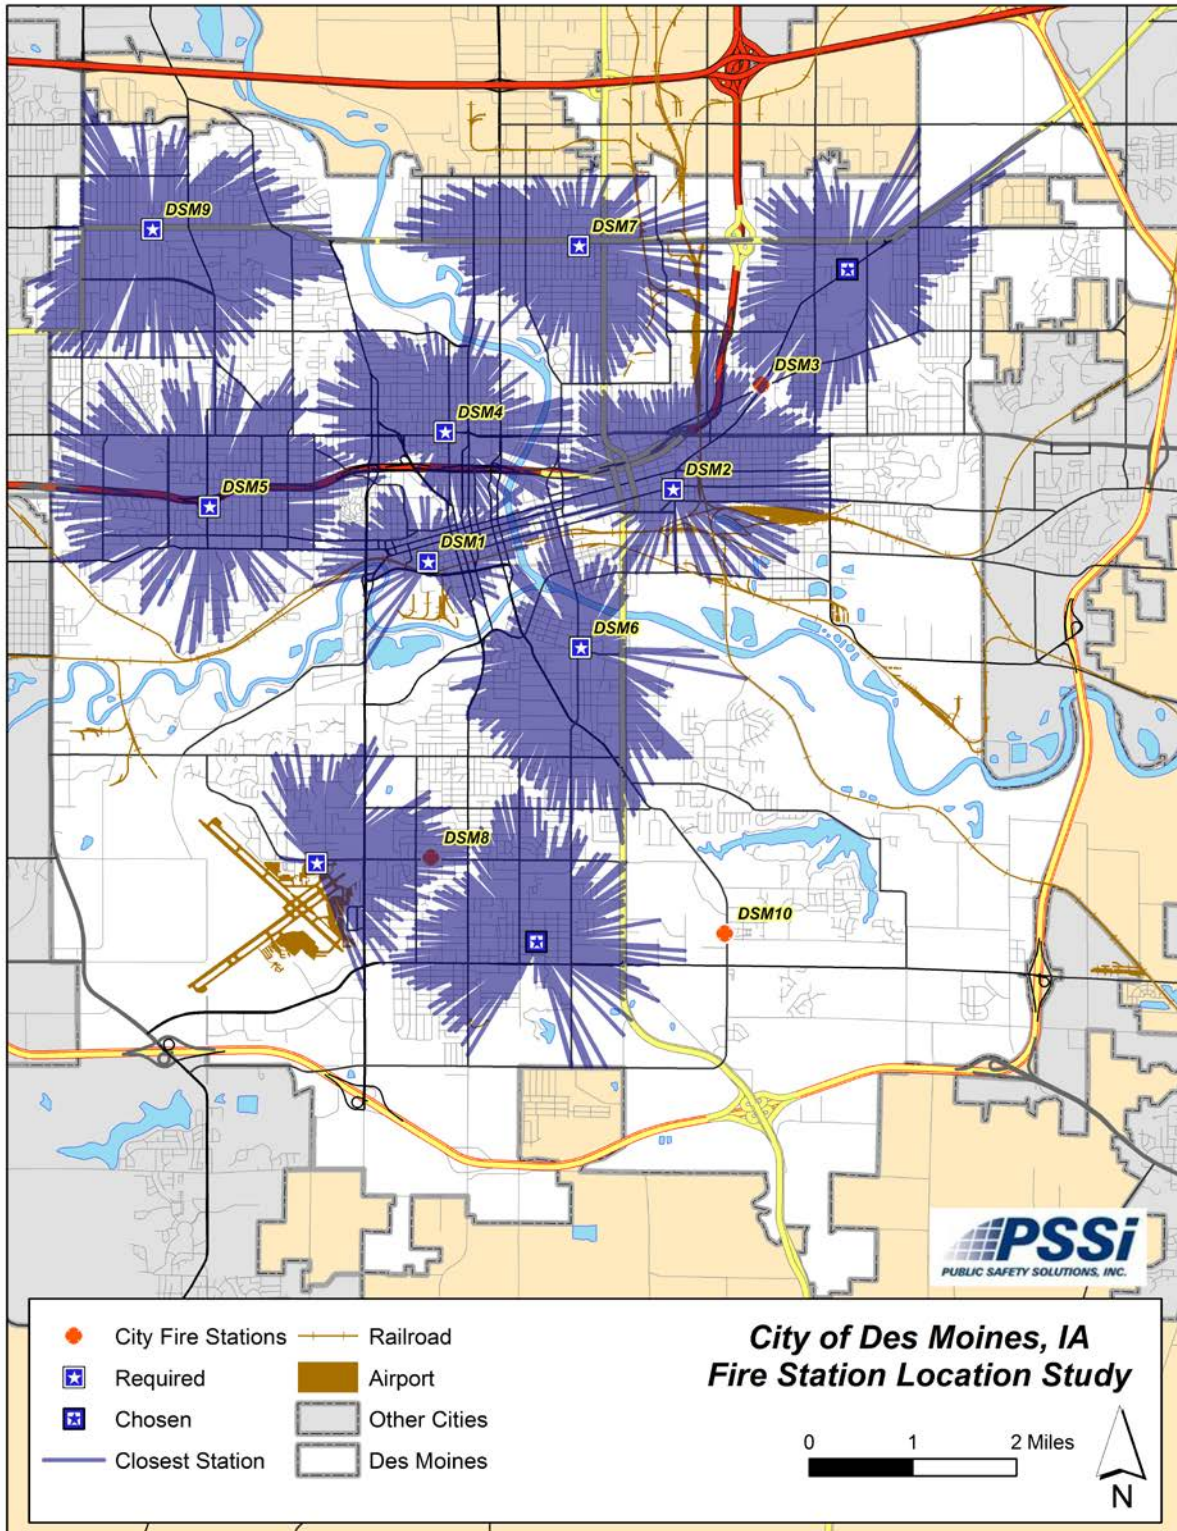 DSM9
DSM7
DSM3
DSM4
DSM2
DSM5
DSM1
DSM6
DSM8
DSM10
PSSi
PUBLIC SAFETY SOLUTIONS, INC.
City Fire Stations
Required
Chosen
Closest Station
Railroad
Airport
Other Cities
Des Moines
City of Des Moines, IA
Fire Station Location Study
0 1 2 Miles
N